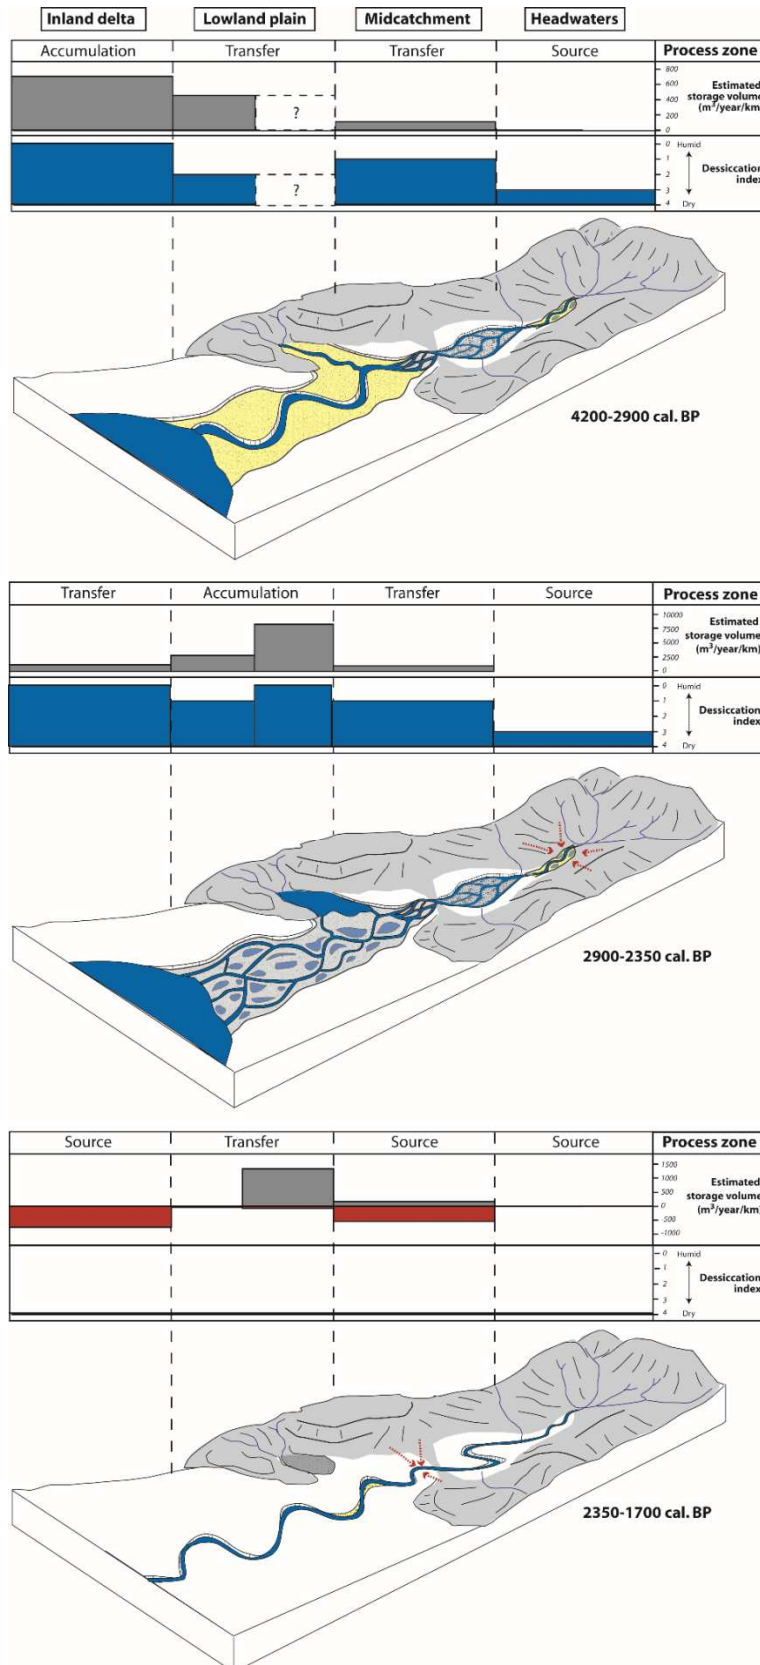 Inland delta Lowland plain Midcatchment Headwaters
Accumulation Transfer Transfer Source Process zone
800
600
400
200
0
Estimated
storage volume
(m³/year/km)
?
0 Humid
1
2
3
4 Dry
Dessiccation
index
?
4200-2900 cal. BP
Transfer Accumulation Transfer Source Process zone
10000
7500
5000
2500
0
Estimated
storage volume
(m³/year/km)
0 Humid
1
2
3
4 Dry
Dessiccation
index
2900-2350 cal. BP
Source Transfer Source Source Process zone
1500
1000
500
0
-500
-1000
Estimated
storage volume
(m³/year/km)
0 Humid
1
2
3
4 Dry
Dessiccation
index
2350-1700 cal. BP